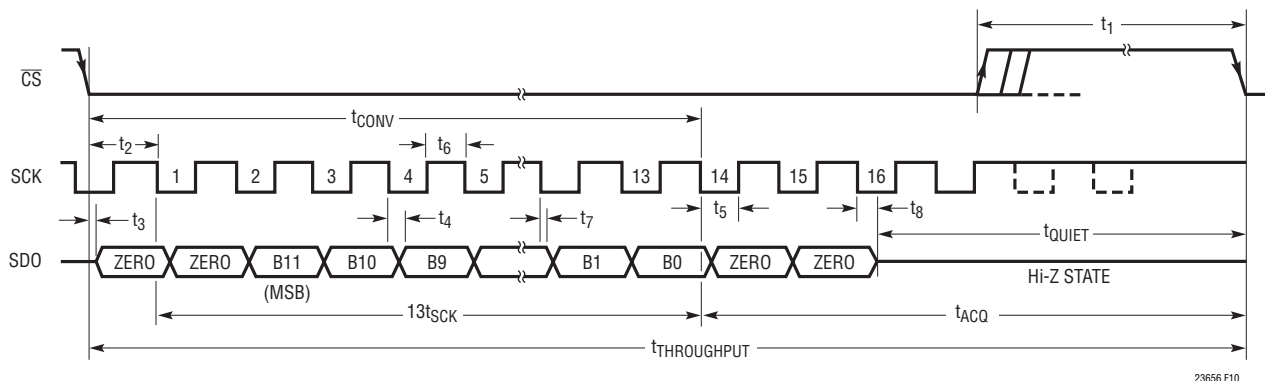 t1
CS
tCONV
t2 t6
SCK 1 2 3 4 5 13 14 15 16
t3 t4 t7 t5 t8
tQUIET
SDO ZERO ZERO B11 B10 B9 B1 B0 ZERO ZERO
Hi-Z STATE
(MSB)
13tSCK tACQ
tTHROUGHPUT
23656 F10